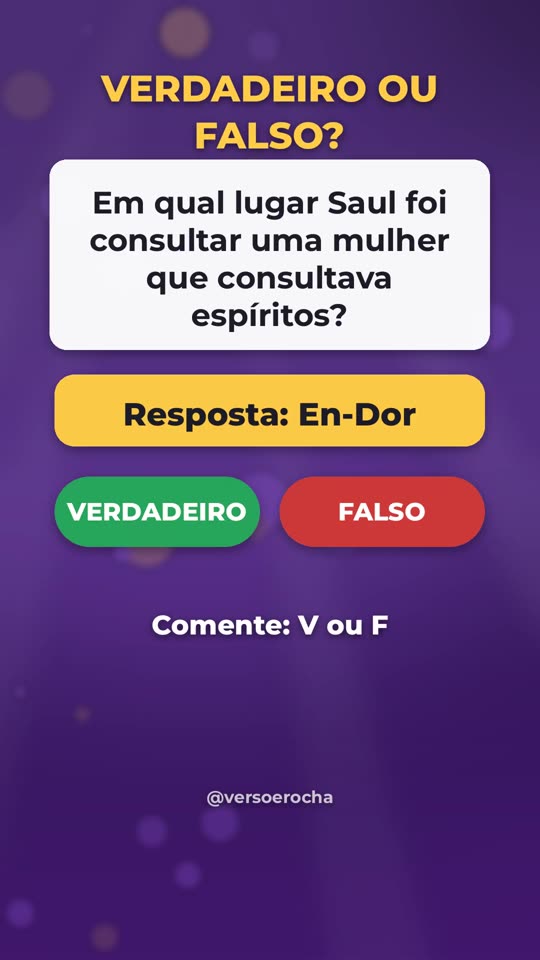 VERDADEIRO OU
FALSO?
Em qual lugar Saul foi
consultar uma mulher
que consultava
espíritos?
Resposta: En-Dor
VERDADEIRO
FALSO
Comente: V ou F
@versoerocha